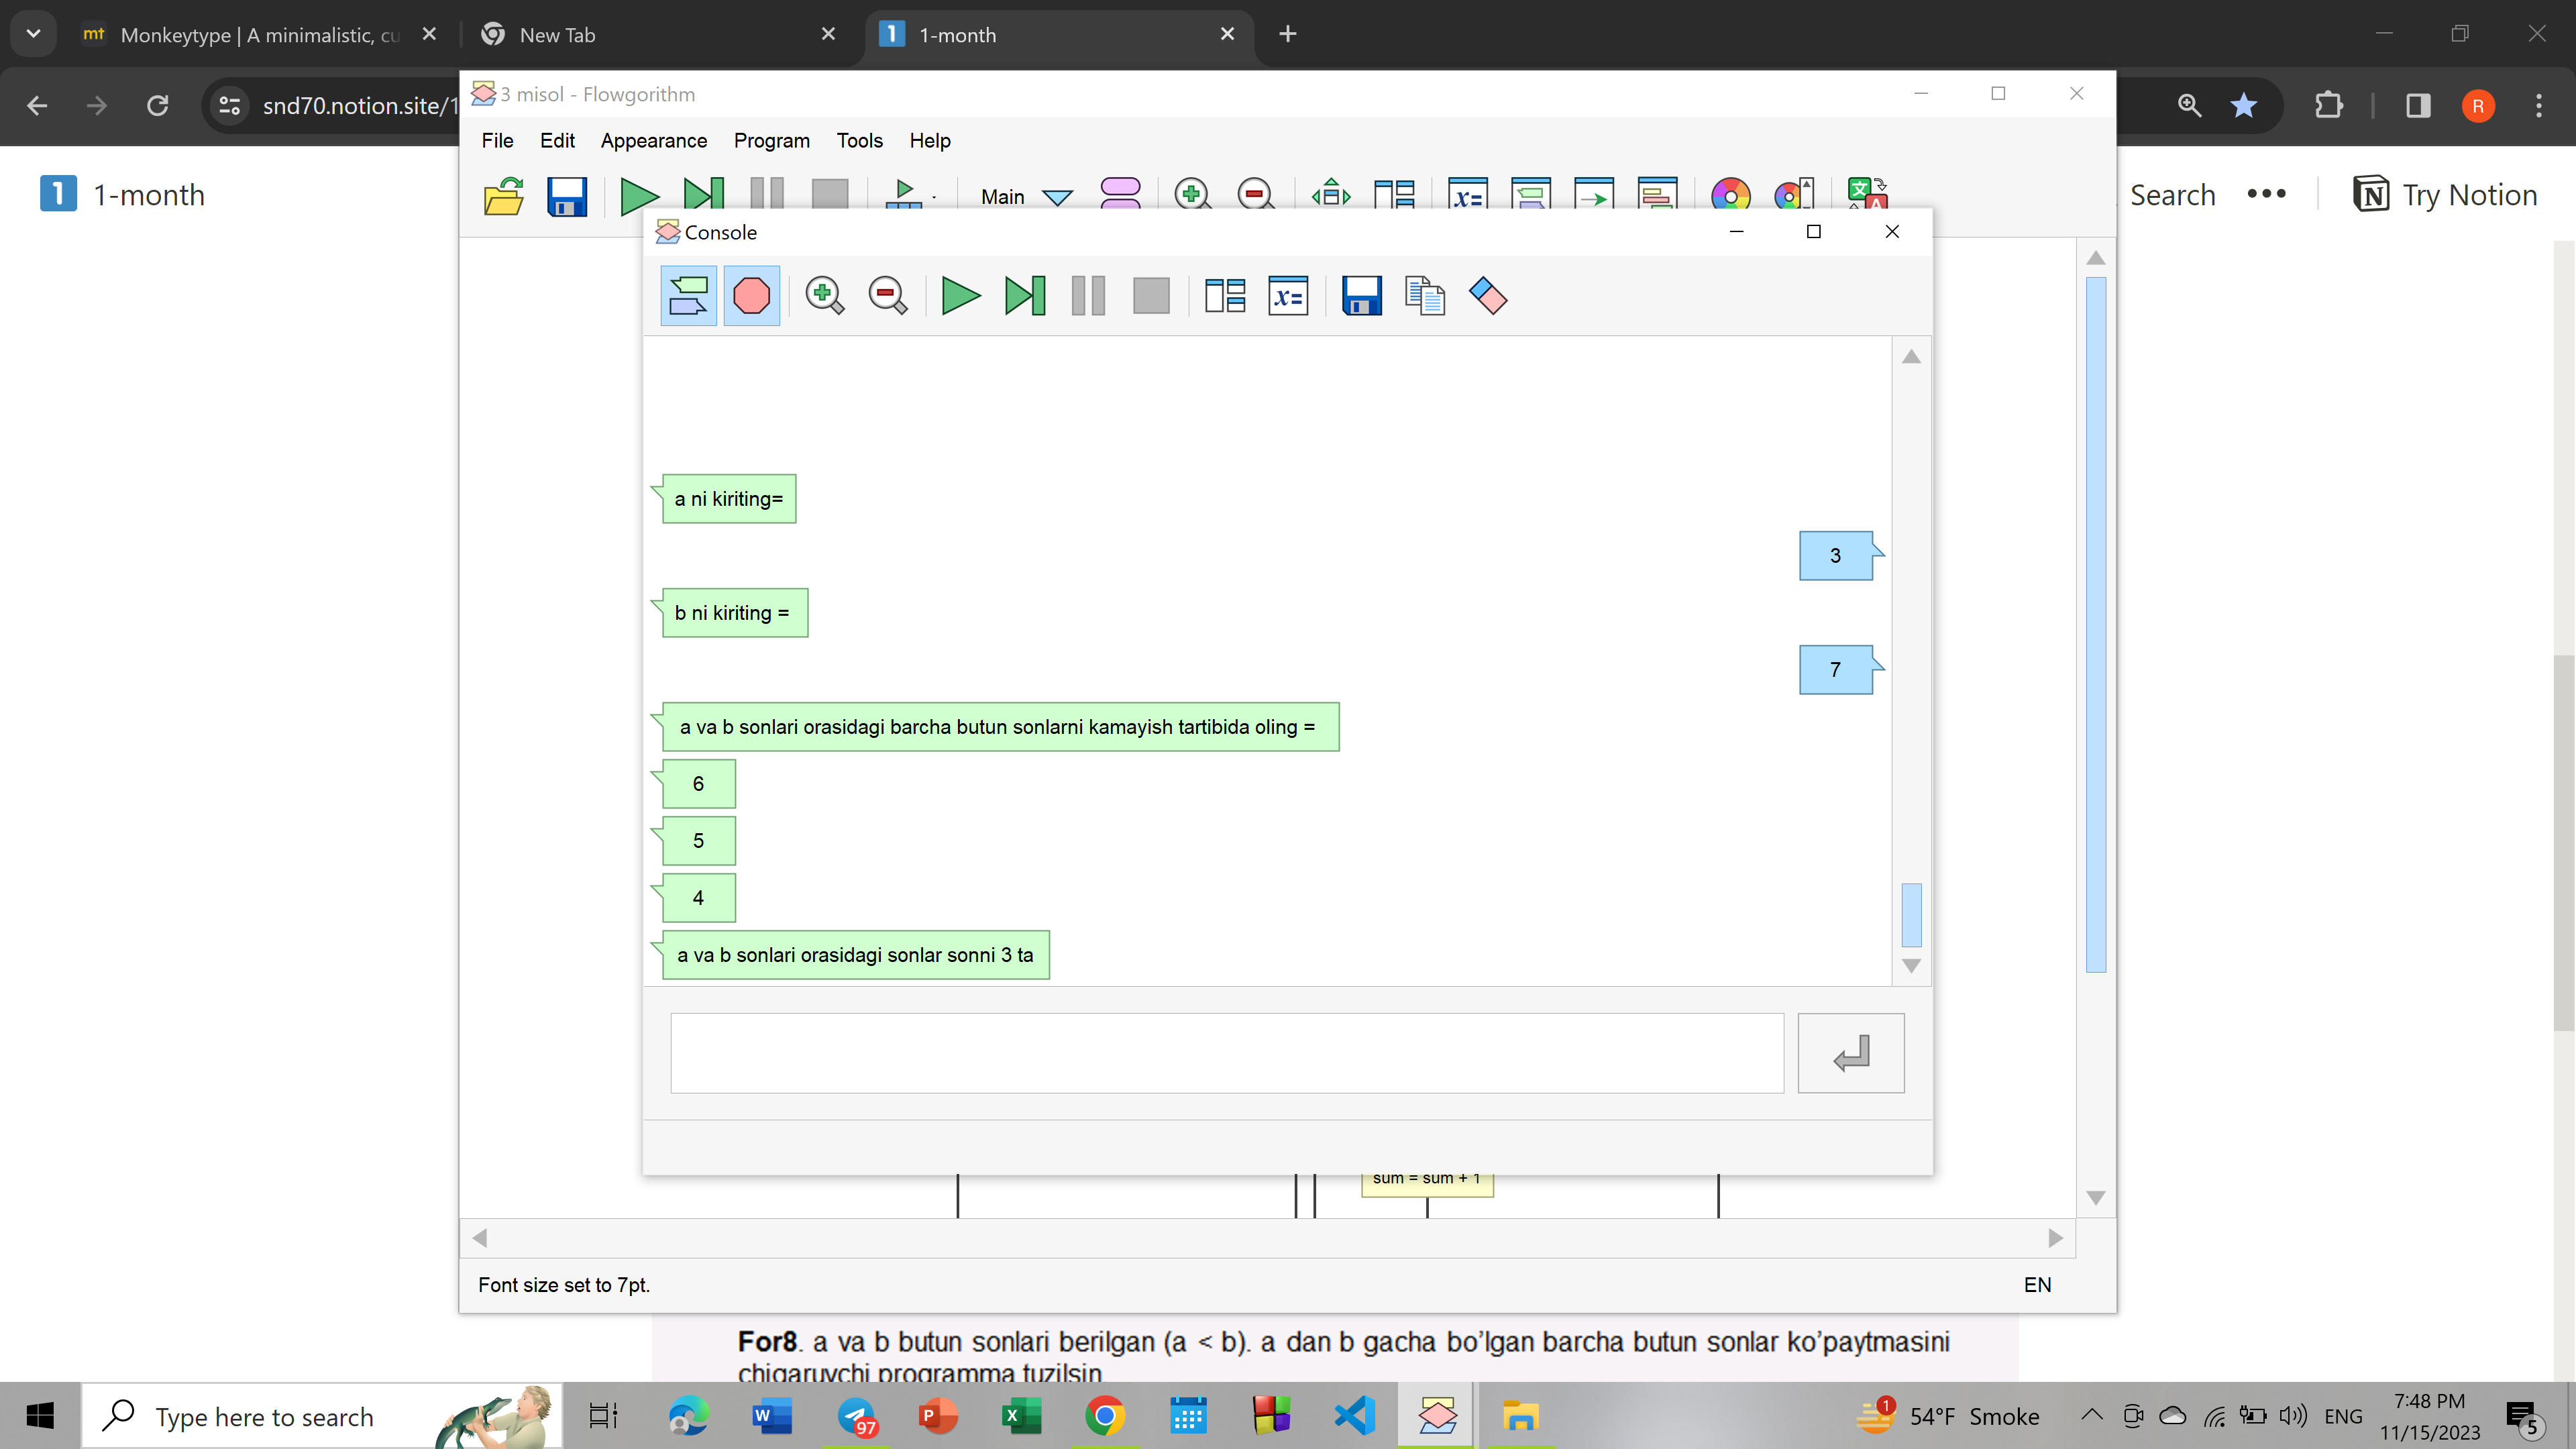 Monkeytype | A minimalistic, cu
New Tab
1-month
snd70.notion.site/1
3 misol - Flowgorithm
File Edit Appearance Program Tools Help
1-month
Main
Search
Try Notion
Console
a ni kiriting=
3
b ni kiriting =
7
a va b sonlari orasidagi barcha butun sonlarni kamayish tartibida oling =
6
5
4
a va b sonlari orasidagi sonlar sonni 3 ta
sum = sum + 1
Font size set to 7pt.
EN
For8. a va b butun sonlari berilgan (a < b). a dan b gacha bo’lgan barcha butun sonlar ko’paytmasini
chiqaruvchi programma tuzilsin
Type here to search
97
1
54°F Smoke
ENG
7:48 PM
11/15/2023
5